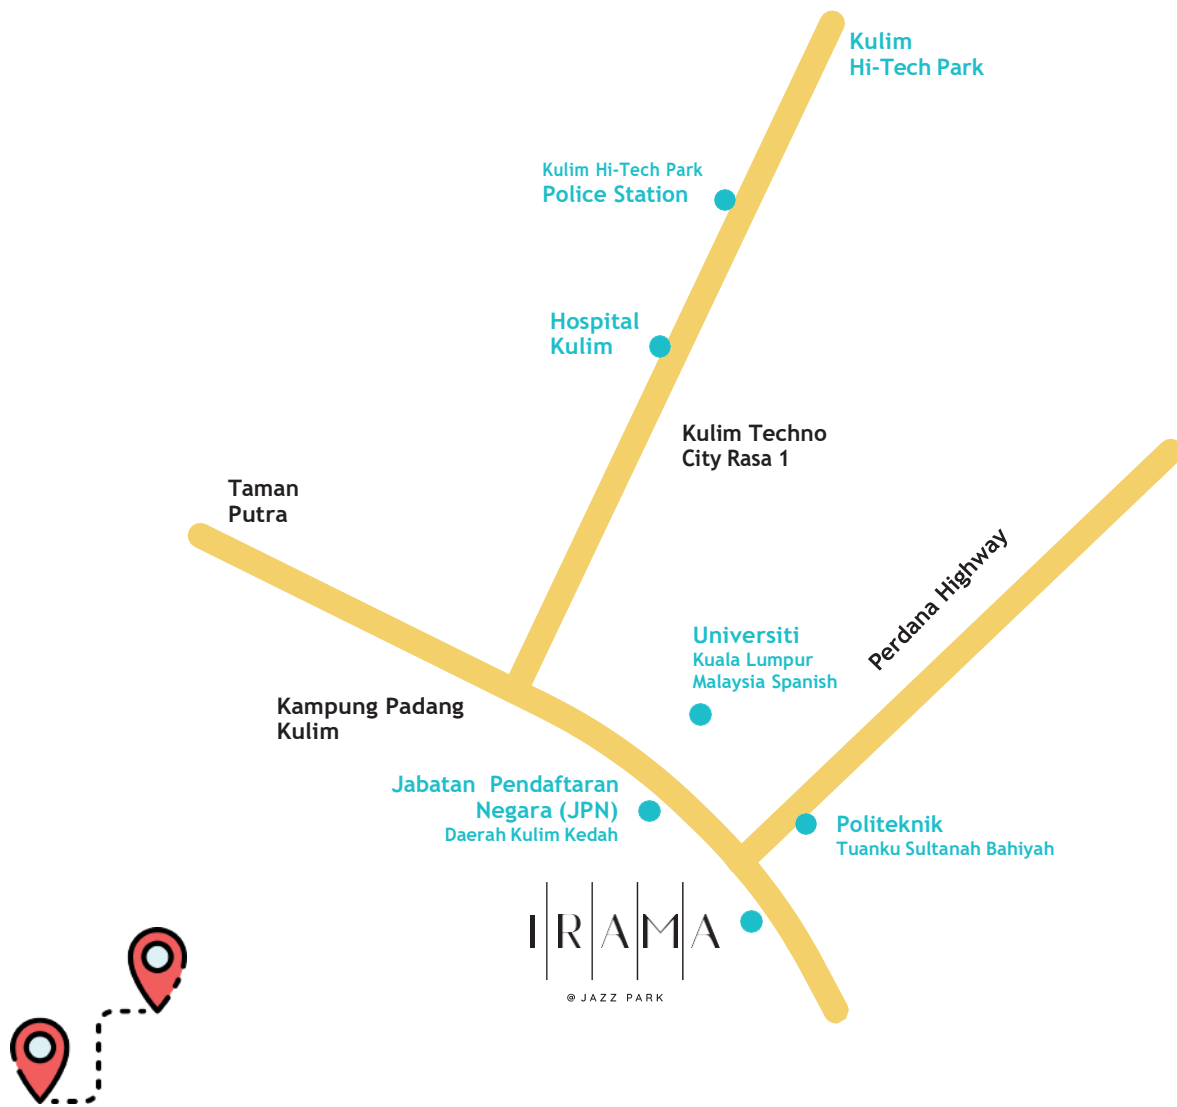 Kulim
Hi-Tech Park
Kulim Hi-Tech Park
Police Station
Hospital
Kulim
Kulim Techno
City Rasa 1
Taman
Putra
Perdana Highway
Universiti
Kuala Lumpur
Malaysia Spanish
Kampung Padang
Kulim
Jabatan Pendaftaran
Negara (JPN)
Daerah Kulim Kedah
Politeknik
Tuanku Sultanah Bahiyah
IRAMA
@ JAZZ PARK